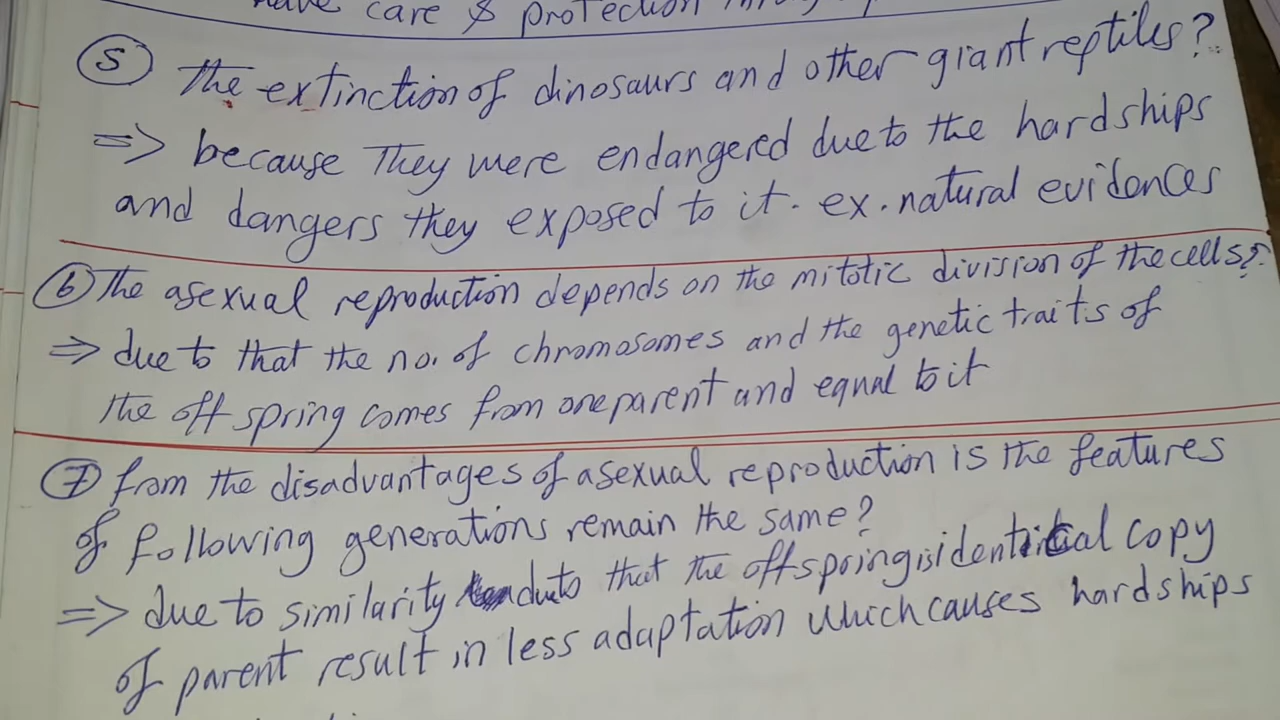 have care & protection
⑤ The extinction of dinosaurs and other giant reptiles?
=> because They were endangered due to the hardships
and dangers they exposed to it. ex. natural evidences
⑥ The asexual reproduction depends on the mitotic division of the cells?
=> due to that the no. of chromosomes and the genetic traits of
the off spring comes from one parent and equal to it
⑦ from the disadvantages of asexual reproduction is the features
of following generations remain the same?
=> due to similarity due to that the offspring is identical copy
of parent result in less adaptation which causes hardships